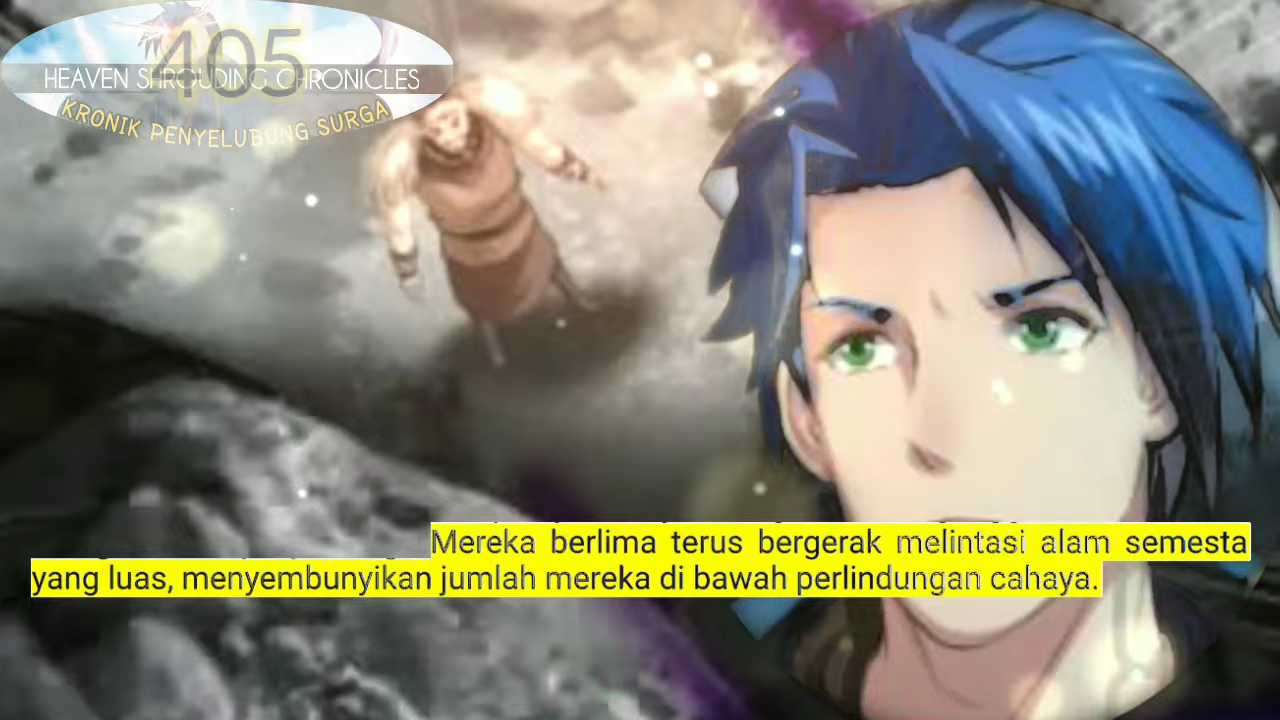 405
HEAVEN SHROUDING CHRONICLES
KRONIK PENYELUBUNG SURGA
Mereka berlima terus bergerak melintasi alam semesta
yang luas, menyembunyikan jumlah mereka di bawah perlindungan cahaya.